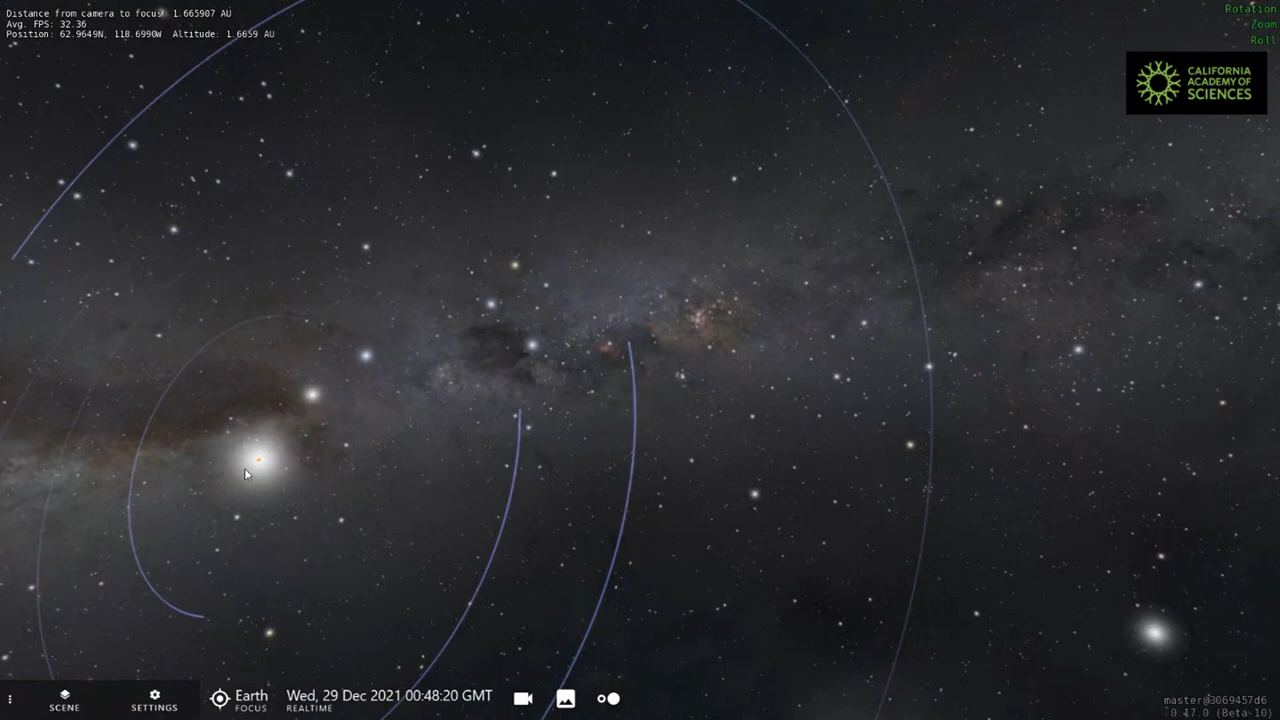 Distance from camera to focus: 1.665907 AU
Avg. FPS: 32.36
Position: 62.9649N, 118.6990W  Altitude: 1.6659 AU
Rotation
Zoom
Roll
CALIFORNIA
ACADEMY OF
SCIENCES
SCENE
SETTINGS
Earth
FOCUS
Wed, 29 Dec 2021 00:48:20 GMT
REALTIME
master@3069457d6
0.17.0 (Beta-10)